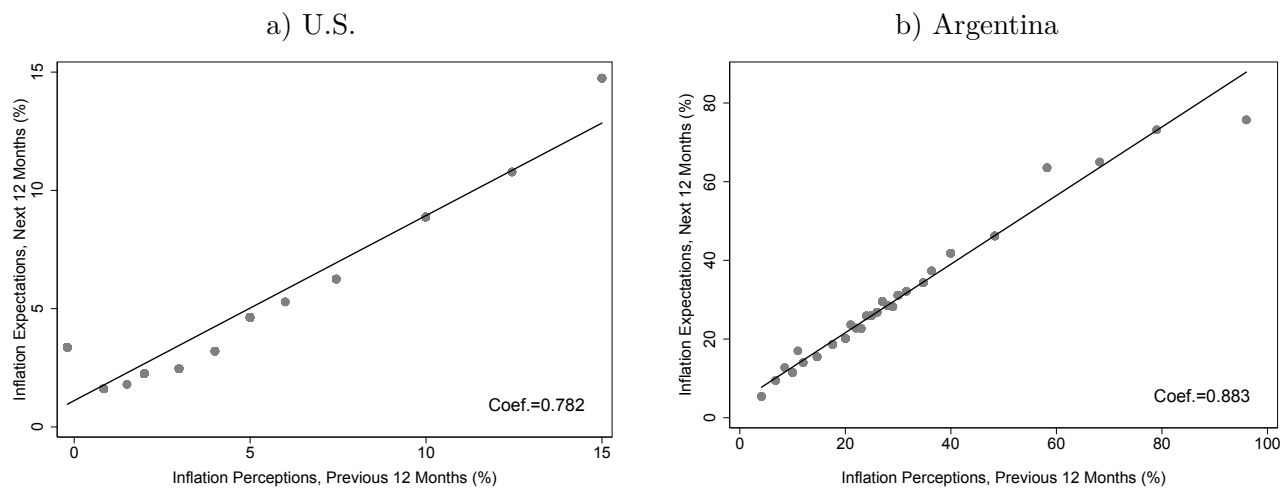 a) U.S.
Inflation Expectations, Next 12 Months (%)
15
10
5
0
Coef.=0.782
0 5 10 15
Inflation Perceptions, Previous 12 Months (%)
b) Argentina
Inflation Expectations, Next 12 Months (%)
80
60
40
20
0
Coef.=0.883
0 20 40 60 80 100
Inflation Perceptions, Previous 12 Months (%)